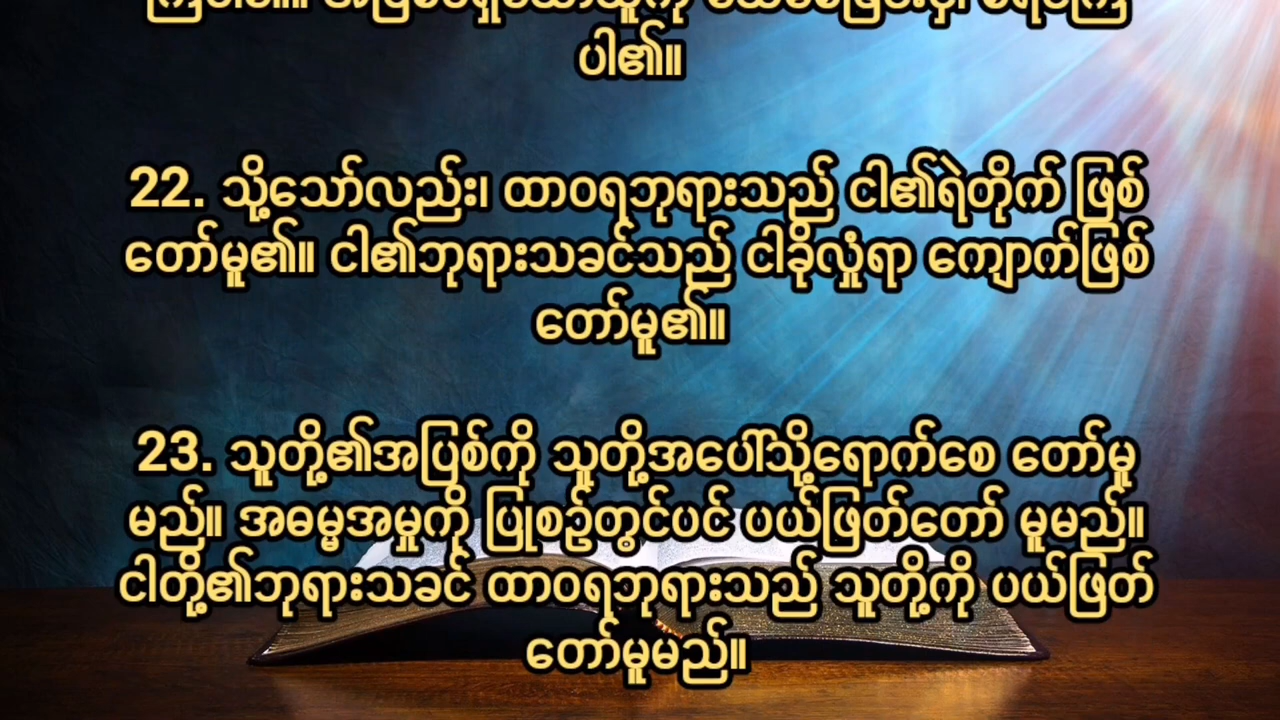 ပါ၏။
22. သို့သော်လည်း၊ ထာဝရဘုရားသည် ငါ၏ရဲတိုက် ဖြစ်
တော်မူ၏။ ငါ၏ဘုရားသခင်သည် ငါခိုလှုံရာ ကျောက်ဖြစ်
တော်မူ၏။
23. သူတို့၏အပြစ်ကို သူတို့အပေါ်သို့ရောက်စေ တော်မူ
မည်။ အဓမ္မအမှုကို ပြုစဉ်တွင်ပင် ပယ်ဖြတ်တော် မူမည်။
ငါတို့၏ဘုရားသခင် ထာဝရဘုရားသည် သူတို့ကို ပယ်ဖြတ်
တော်မူမည်။